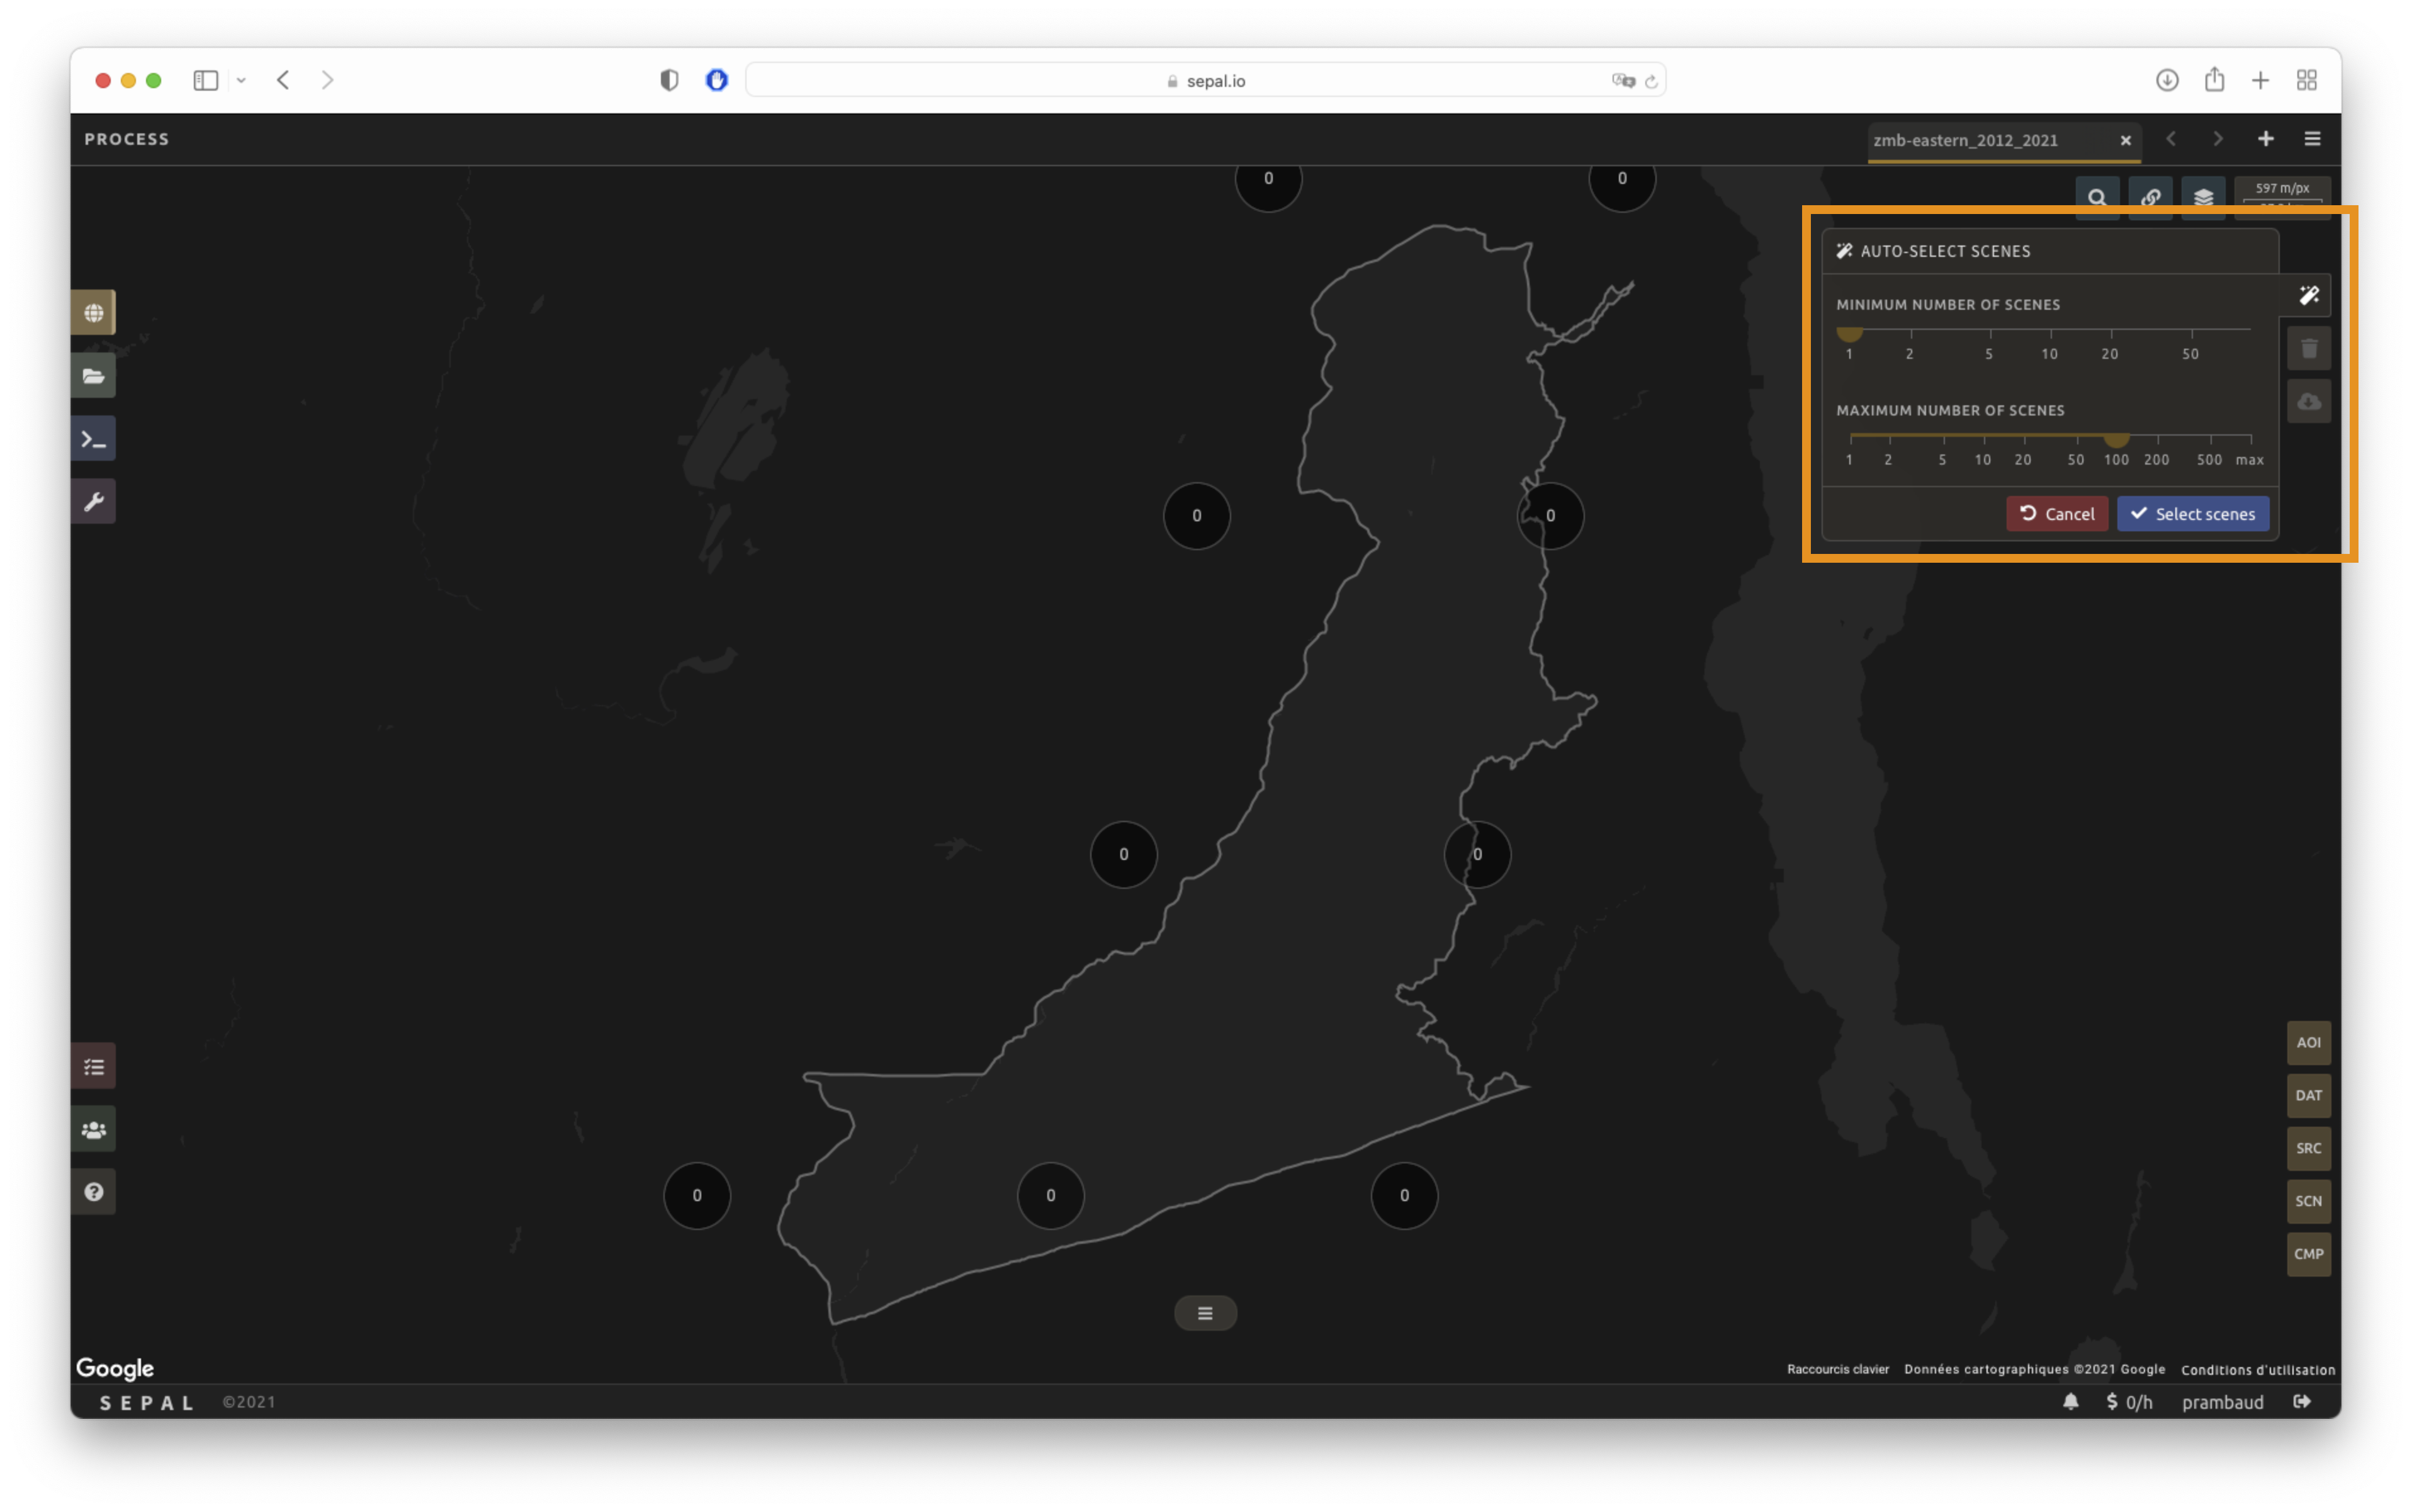 sepal.io
PROCESS
zmb-eastern_2012_2021
597 m/px
0
0
AUTO-SELECT SCENES
MINIMUM NUMBER OF SCENES
1 2 5 10 20 50
MAXIMUM NUMBER OF SCENES
1 2 5 10 20 50 100 200 500 max
Cancel
Select scenes
0
0
0
0
AOI
DAT
SRC
0
0
0
SCN
CMP
Google
Raccourcis clavier
Données cartographiques ©2021 Google
Conditions d'utilisation
SEPAL ©2021
$ 0/h
prambaud